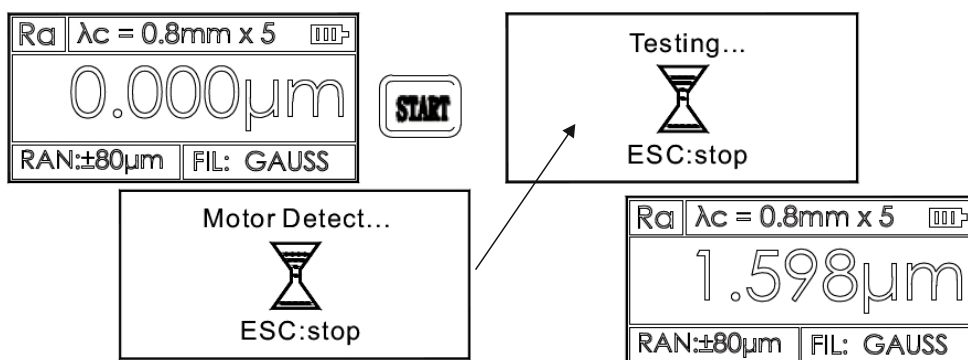 Ra λc = 0.8mm x 5
0.000µm
RAN:±80µm FIL: GAUSS
START
Motor Detect...
ESC:stop
Testing...
ESC:stop
Ra λc = 0.8mm x 5
1.598µm
RAN:±80µm FIL: GAUSS